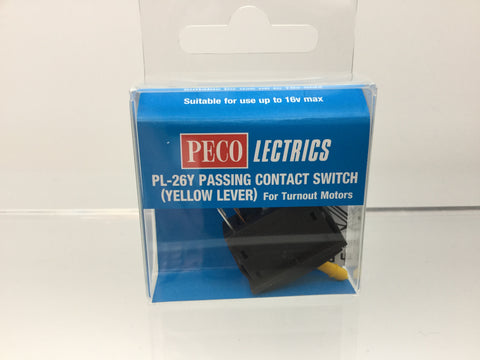 Suitable for use up to 16v max
PECO LECTRICS
PL-26Y PASSING CONTACT SWITCH
(YELLOW LEVER) For Turnout Motors